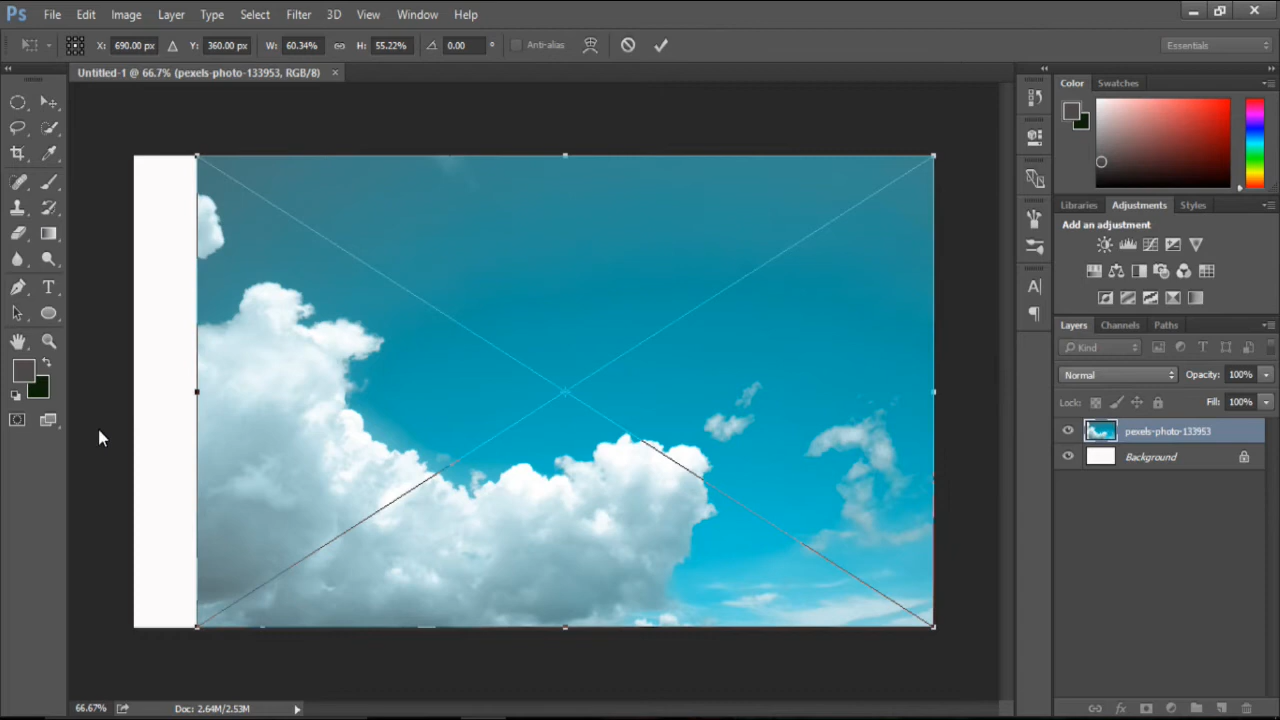 Ps File Edit Image Layer Type Select Filter 3D View Window Help
X: 690.00 px Y: 360.00 px W: 60.34% H: 55.22% 0.00 ° Anti-alias Essentials
Untitled-1 @ 66.7% (pexels-photo-133953, RGB/8) ×
Color Swatches
Libraries Adjustments Styles
Add an adjustment
Layers Channels Paths
Kind
Normal Opacity: 100%
Lock: Fill: 100%
pexels-photo-133953
Background
66.67% Doc: 2.64M/2.53M